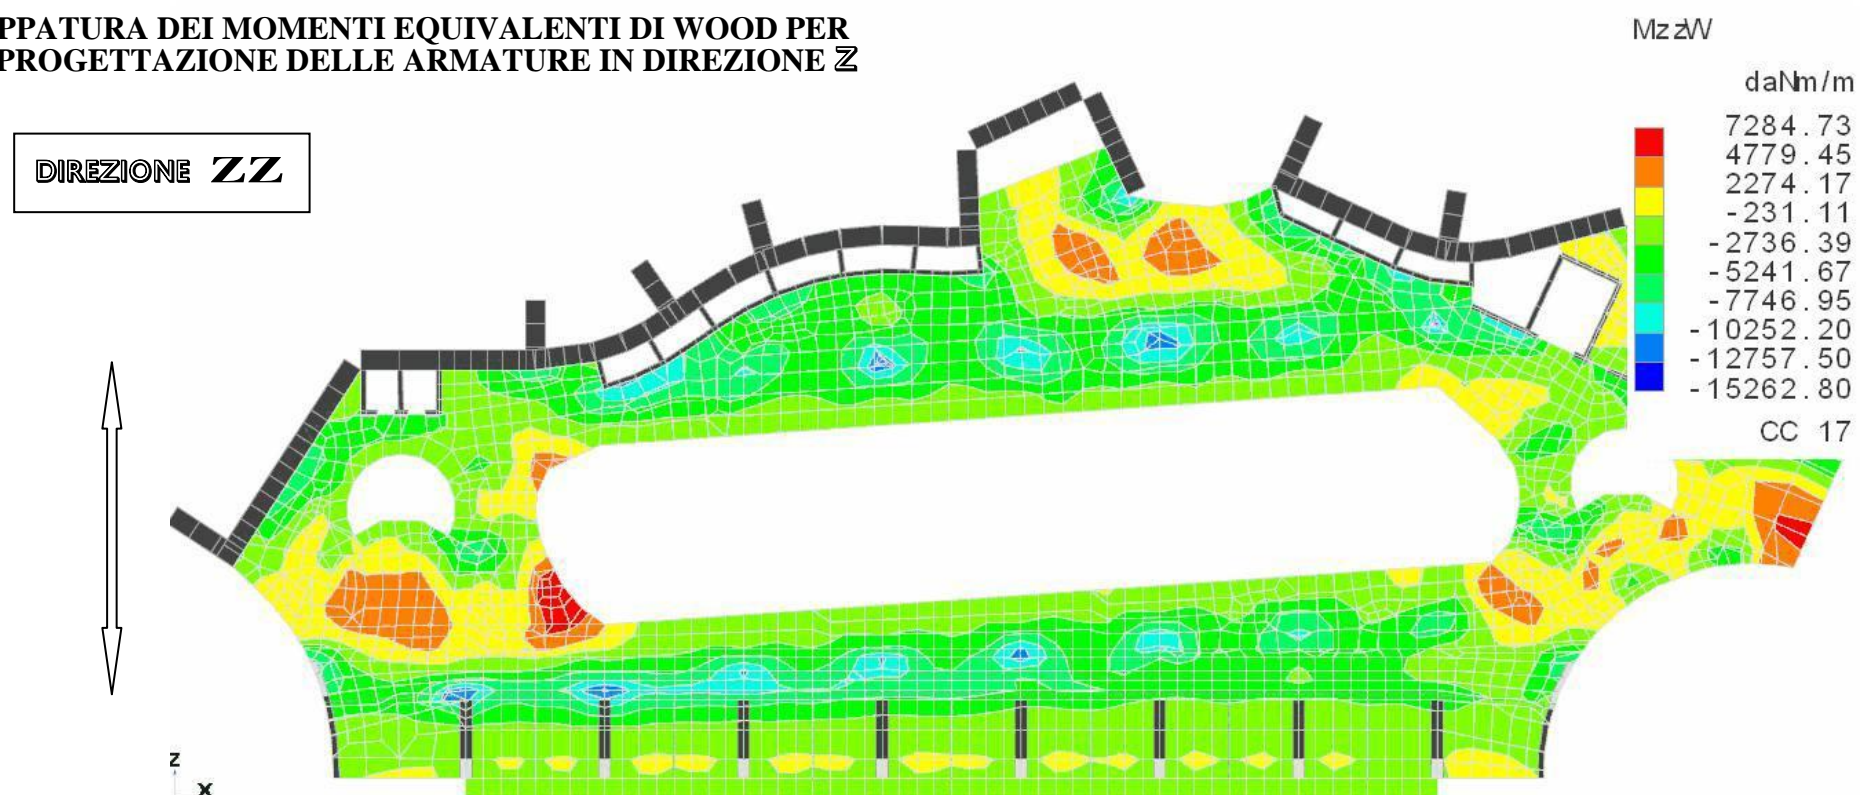 PPATURA DEI MOMENTI EQUIVALENTI DI WOOD PER
PROGETTAZIONE DELLE ARMATURE IN DIREZIONE Z
DIREZIONE ZZ
MzzW
daNm/m
7284.73
4779.45
2274.17
-231.11
-2736.39
-5241.67
-7746.95
-10252.20
-12757.50
-15262.80
CC 17
z
x